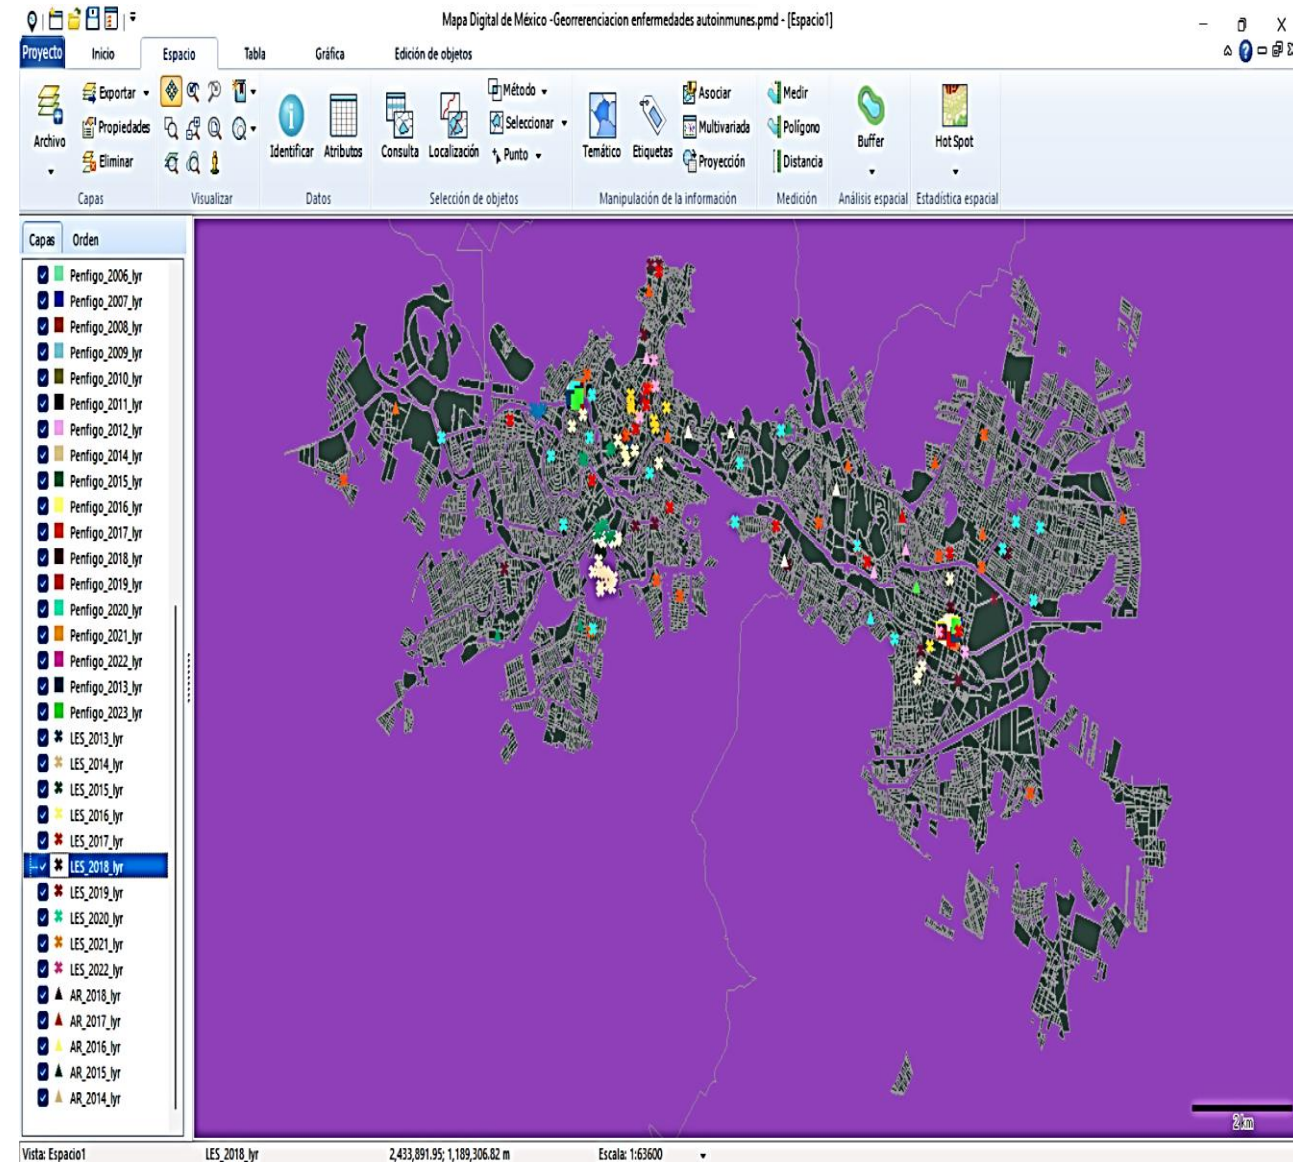 Mapa Digital de México -Georrerenciacion enfermedades autoinmunes.pmd - [Espacio1]
Proyecto Inicio Espacio Tabla Gráfica Edición de objetos
Archivo
Exportar
Propiedades
Eliminar
Capas
Visualizar
Identificar Atributos
Datos
Consulta Localización
Método
Seleccionar
Punto
Selección de objetos
Temático Etiquetas
Asociar
Multivariada
Proyección
Manipulación de la información
Medir
Polígono
Distancia
Medición
Buffer
Análisis espacial
Hot Spot
Estadística espacial
Capas Orden
Penfigo_2006_lyr
Penfigo_2007_lyr
Penfigo_2008_lyr
Penfigo_2009_lyr
Penfigo_2010_lyr
Penfigo_2011_lyr
Penfigo_2012_lyr
Penfigo_2014_lyr
Penfigo_2015_lyr
Penfigo_2016_lyr
Penfigo_2017_lyr
Penfigo_2018_lyr
Penfigo_2019_lyr
Penfigo_2020_lyr
Penfigo_2021_lyr
Penfigo_2022_lyr
Penfigo_2013_lyr
Penfigo_2023_lyr
LES_2013_lyr
LES_2014_lyr
LES_2015_lyr
LES_2016_lyr
LES_2017_lyr
LES_2018_lyr
LES_2019_lyr
LES_2020_lyr
LES_2021_lyr
LES_2022_lyr
AR_2018_lyr
AR_2017_lyr
AR_2016_lyr
AR_2015_lyr
AR_2014_lyr
2 km
Vista: Espacio1 LES_2018_lyr 2,433,891.95; 1,189,306.82 m Escala: 1:63600